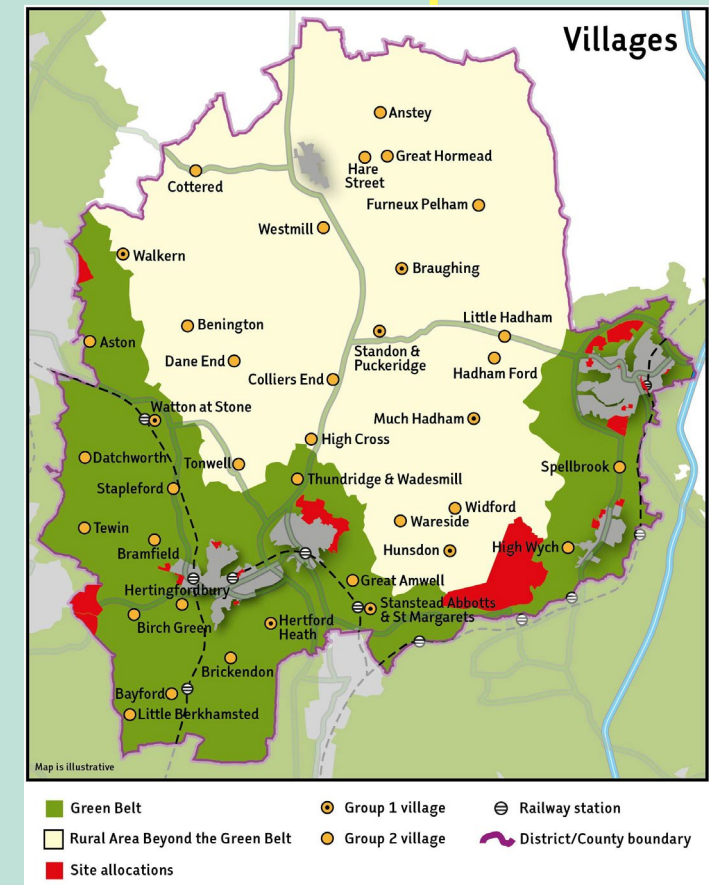 Villages
Anstey
Great Hormead
Hare
Street
Cottered
Furneux Pelham
Westmill
Walkern
Braughing
Little Hadham
Benington
Aston
Standon &
Puckeridge
Dane End
Hadham Ford
Colliers End
Watton at Stone
Much Hadham
High Cross
Datchworth
Tonwell
Spellbrook
Thundridge & Wadesmill
Stapleford
Widford
Wareside
Tewin
Bramfield
Hunsdon
High Wych
Great Amwell
Hertingfordbury
Stanstead Abbotts
& St Margarets
Birch Green
Hertford
Heath
Brickendon
Bayford
Little Berkhamsted
Map is illustrative
Green Belt
Group 1 village
Railway station
Rural Area Beyond the Green Belt
Group 2 village
District/County boundary
Site allocations